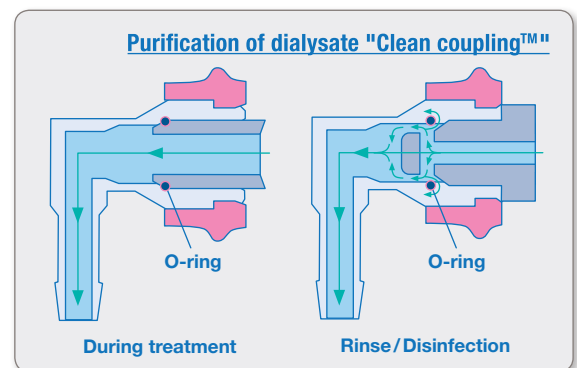 Purification of dialysate "Clean coupling™"
O-ring
O-ring
During treatment
Rinse/Disinfection